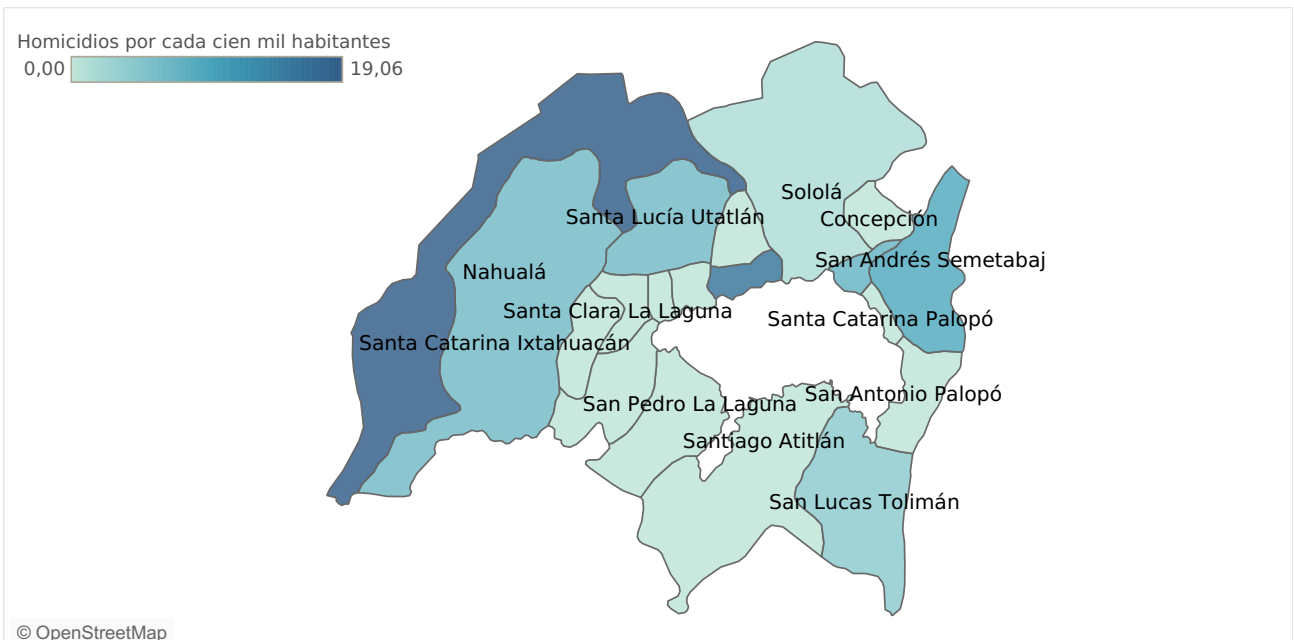 Homicidios por cada cien mil habitantes
0,00 19,06
Sololá
Santa Lucía Utatlán
Concepción
San Andrés Semetabaj
Nahualá
Santa Clara La Laguna
Santa Catarina Palopó
Santa Catarina Ixtahuacán
San Antonio Palopó
San Pedro La Laguna
Santiago Atitlán
San Lucas Tolimán
© OpenStreetMap